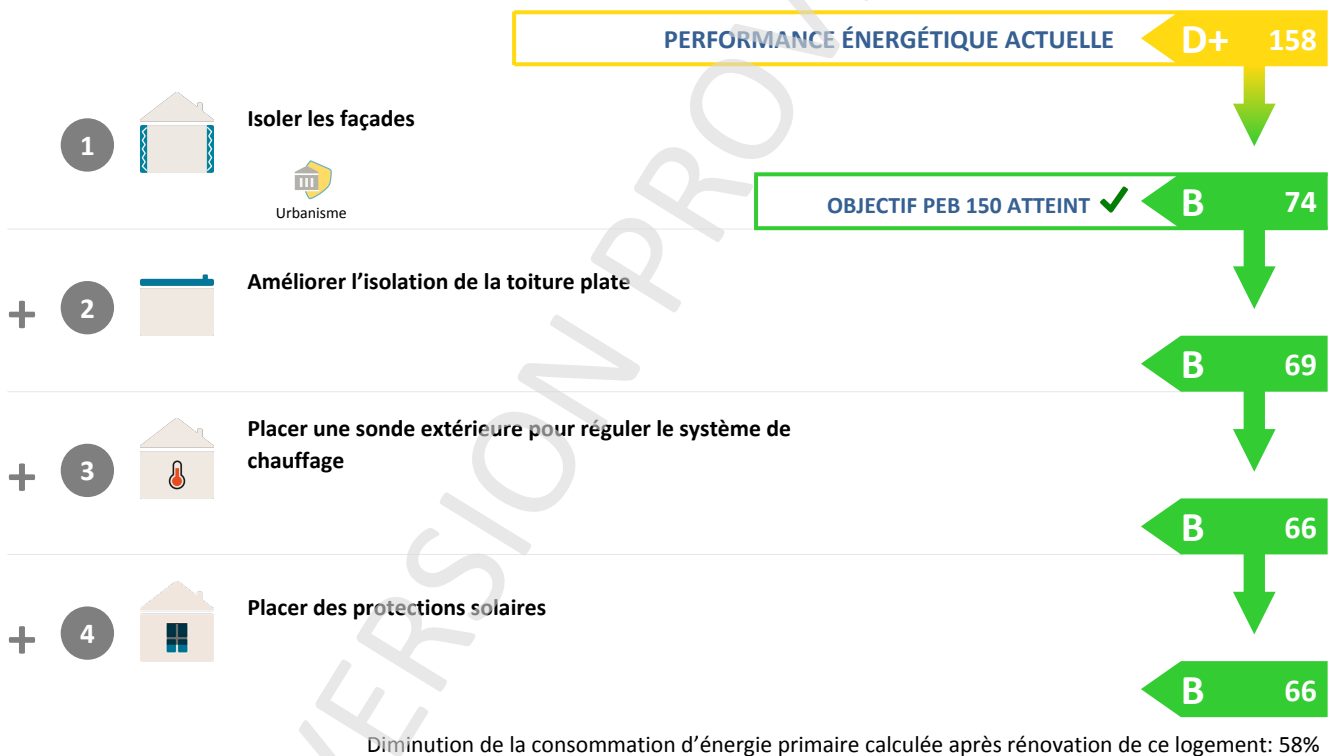 PERFORMANCE ÉNERGÉTIQUE ACTUELLE D+ 158
1 Isoler les façades
Urbanisme
OBJECTIF PEB 150 ATTEINT B 74
+ 2 Améliorer l'isolation de la toiture plate
B 69
+ 3 Placer une sonde extérieure pour réguler le système de
chauffage
B 66
+ 4 Placer des protections solaires
B 66
Diminution de la consommation d'énergie primaire calculée après rénovation de ce logement: 58%
VERSION PROV